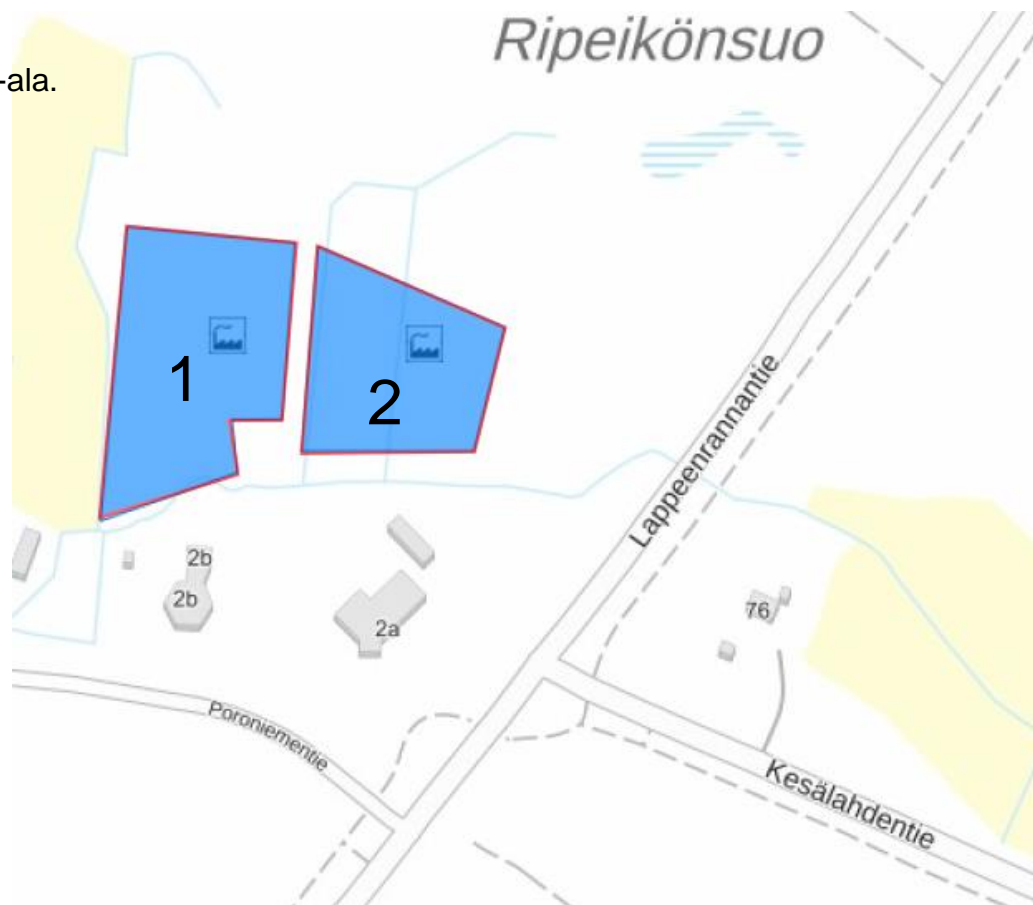 Ripeikönsuo
-ala.
1
2
Lappeenrannantie
2b
2b
2a
76
Poroniementie
Kesälahdentie